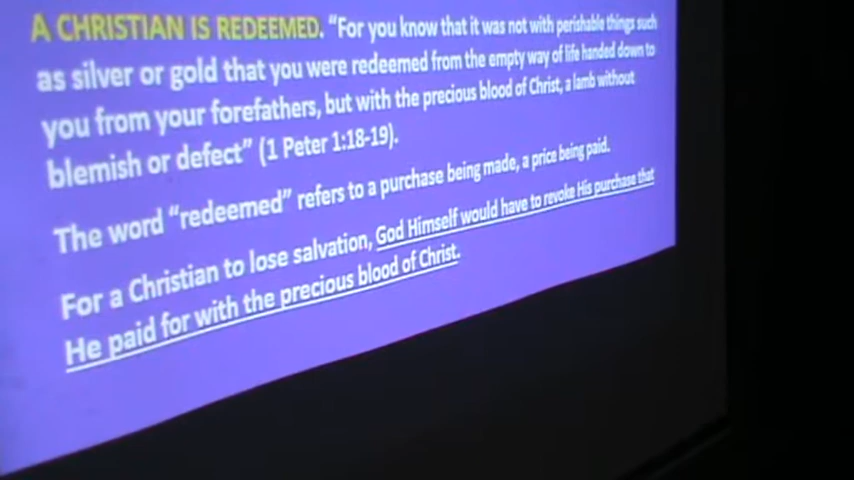 A CHRISTIAN IS REDEEMED. “For you know that it was not with perishable things such
as silver or gold that you were redeemed from the empty way of life handed down to
you from your forefathers, but with the precious blood of Christ, a lamb without
blemish or defect” (1 Peter 1:18-19).
The word “redeemed” refers to a purchase being made, a price being paid.
For a Christian to lose salvation, God Himself would have to revoke His purchase that
He paid for with the precious blood of Christ.